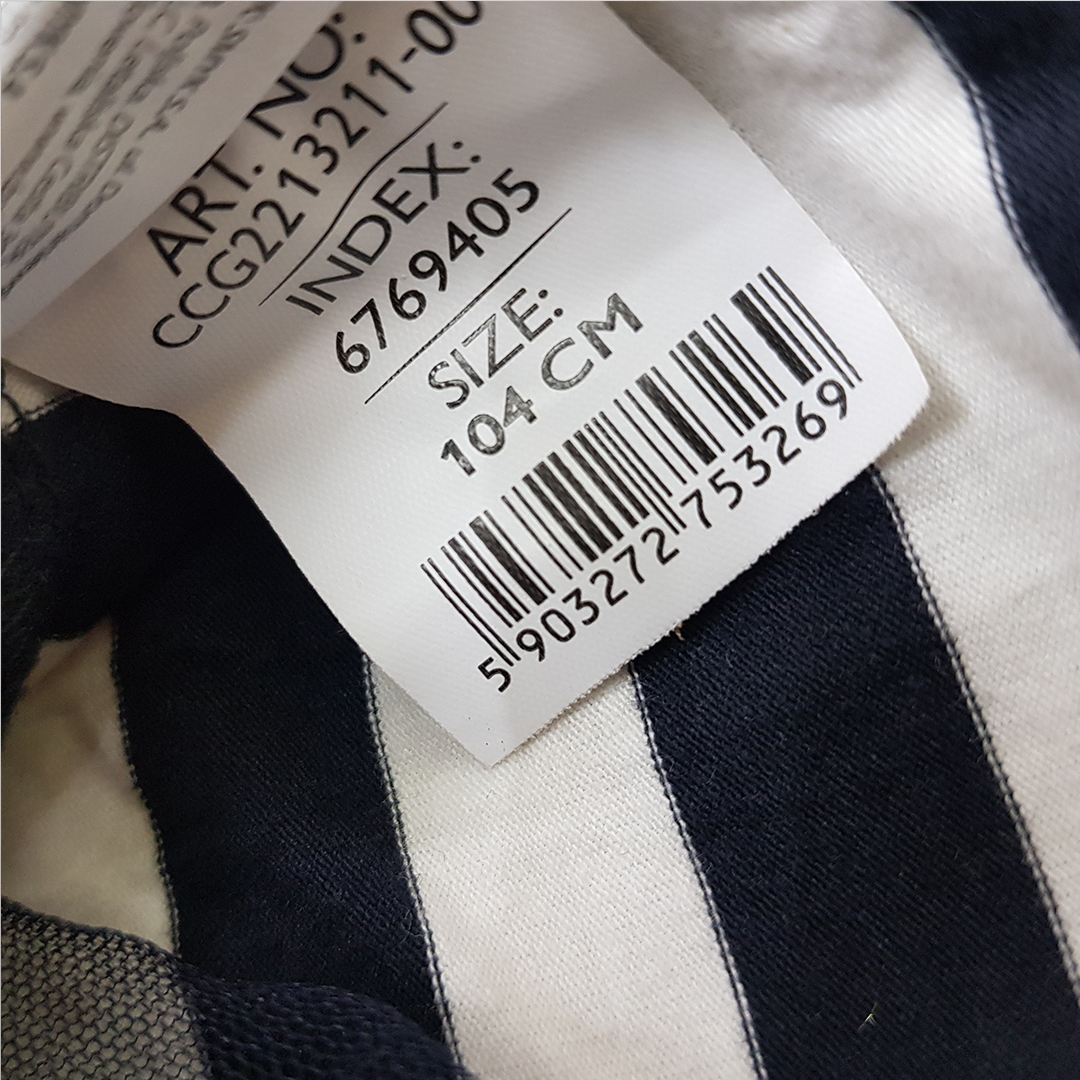 ART. NO:
CCG2213211-00
INDEX:
6769405
SIZE:
104 CM
5 903272 753269